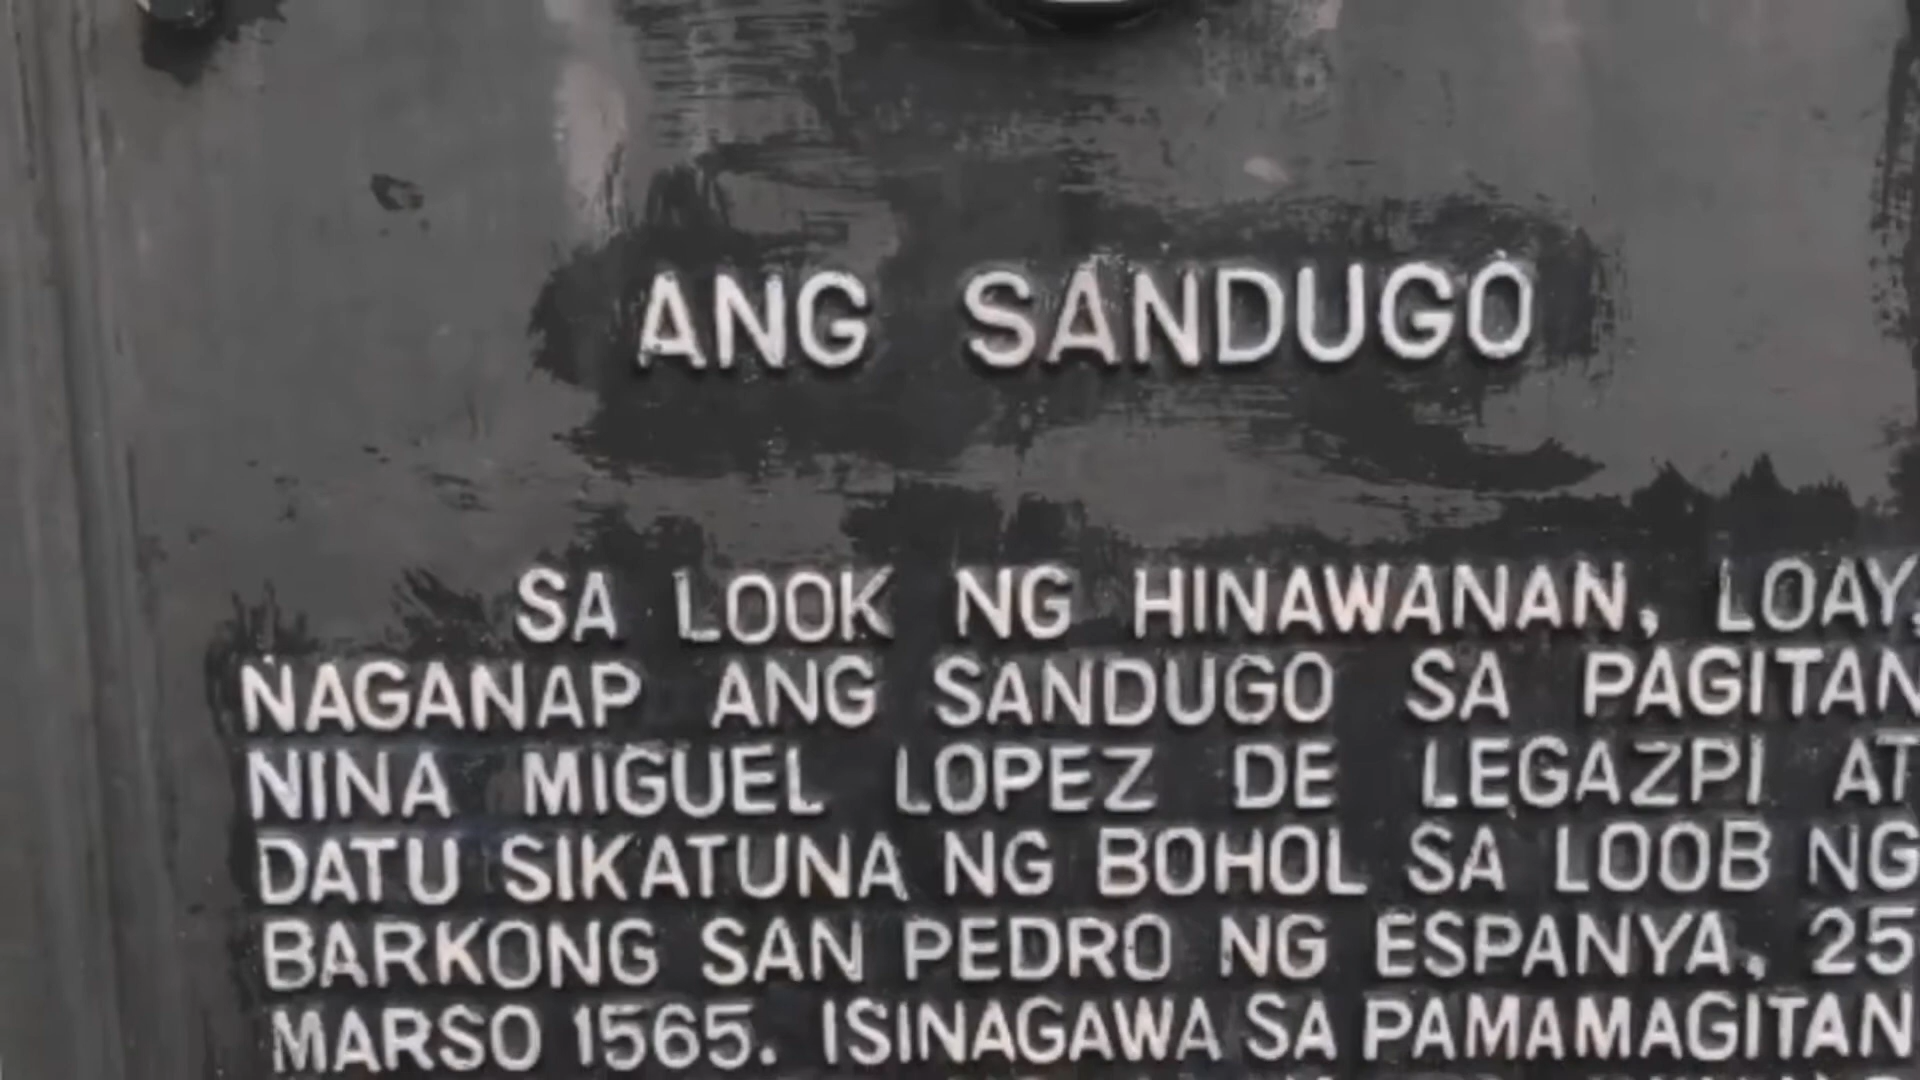 ANG SANDUGO
SA LOOK NG HINAWANAN, LOAY,
NAGANAP ANG SANDUGO SA PAGITAN
NINA MIGUEL LOPEZ DE LEGAZPI AT
DATU SIKATUNA NG BOHOL SA LOOB NG
BARKONG SAN PEDRO NG ESPANYA, 25
MARSO 1565. ISINAGAWA SA PAMAMAGITAN